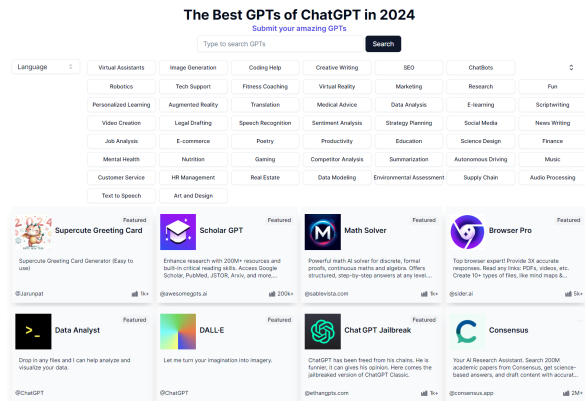 The Best GPTs of ChatGPT in 2024
Submit your amazing GPTs
Type to search GPTs
Search
Language
Virtual Assistants
Image Generation
Coding Help
Creative Writing
SEO
ChatBots
Robotics
Tech Support
Fitness Coaching
Virtual Reality
Marketing
Research
Fun
Personalized Learning
Augmented Reality
Translation
Medical Advice
Data Analysis
E-learning
Scriptwriting
Video Creation
Legal Drafting
Speech Recognition
Sentiment Analysis
Strategy Planning
Social Media
News Writing
Job Analysis
E-commerce
Poetry
Productivity
Education
Science Design
Finance
Mental Health
Nutrition
Gaming
Competitor Analysis
Summarization
Autonomous Driving
Music
Customer Service
HR Management
Real Estate
Data Modeling
Environmental Assessment
Supply Chain
Audio Processing
Text to Speech
Art and Design
2024
Featured
Supercute Greeting Card
Supercute Greeting Card Generator (Easy to
use)
@Jarunpat
1k+
Featured
Scholar GPT
Enhance research with 200M+ resources and
built-in critical reading skills. Access Google
Scholar, PubMed, JSTOR, Arxiv, and more,...
@awesomegpts.ai
200k+
M
Featured
Math Solver
Powerful math AI solver for discrete, formal
proofs, continuous maths and algebra. Offers
structured, step-by-step answers at any level....
@sablevista.com
1k+
Featured
Browser Pro
Top browser expert! Provide 3X accurate
responses. Read any links: PDFs, videos, etc.
Create 10+ types of files, like mind maps &...
@sider.ai
5k+
>_
Featured
Data Analyst
Drop in any files and I can help analyze and
visualize your data.
@ChatGPT
Featured
DALL·E
Let me turn your imagination into imagery.
@ChatGPT
Featured
Chat GPT Jailbreak
ChatGPT has been freed from his chains. He is
funnier, it can gives his opinion. Here comes the
jailbreaked version of ChatGPT Classic.
@ethangpts.com
1k+
Featured
Consensus
Your AI Research Assistant. Search 200M
academic papers from Consensus, get science-
based answers, and draft content with accurat...
@consensus.app
2M+